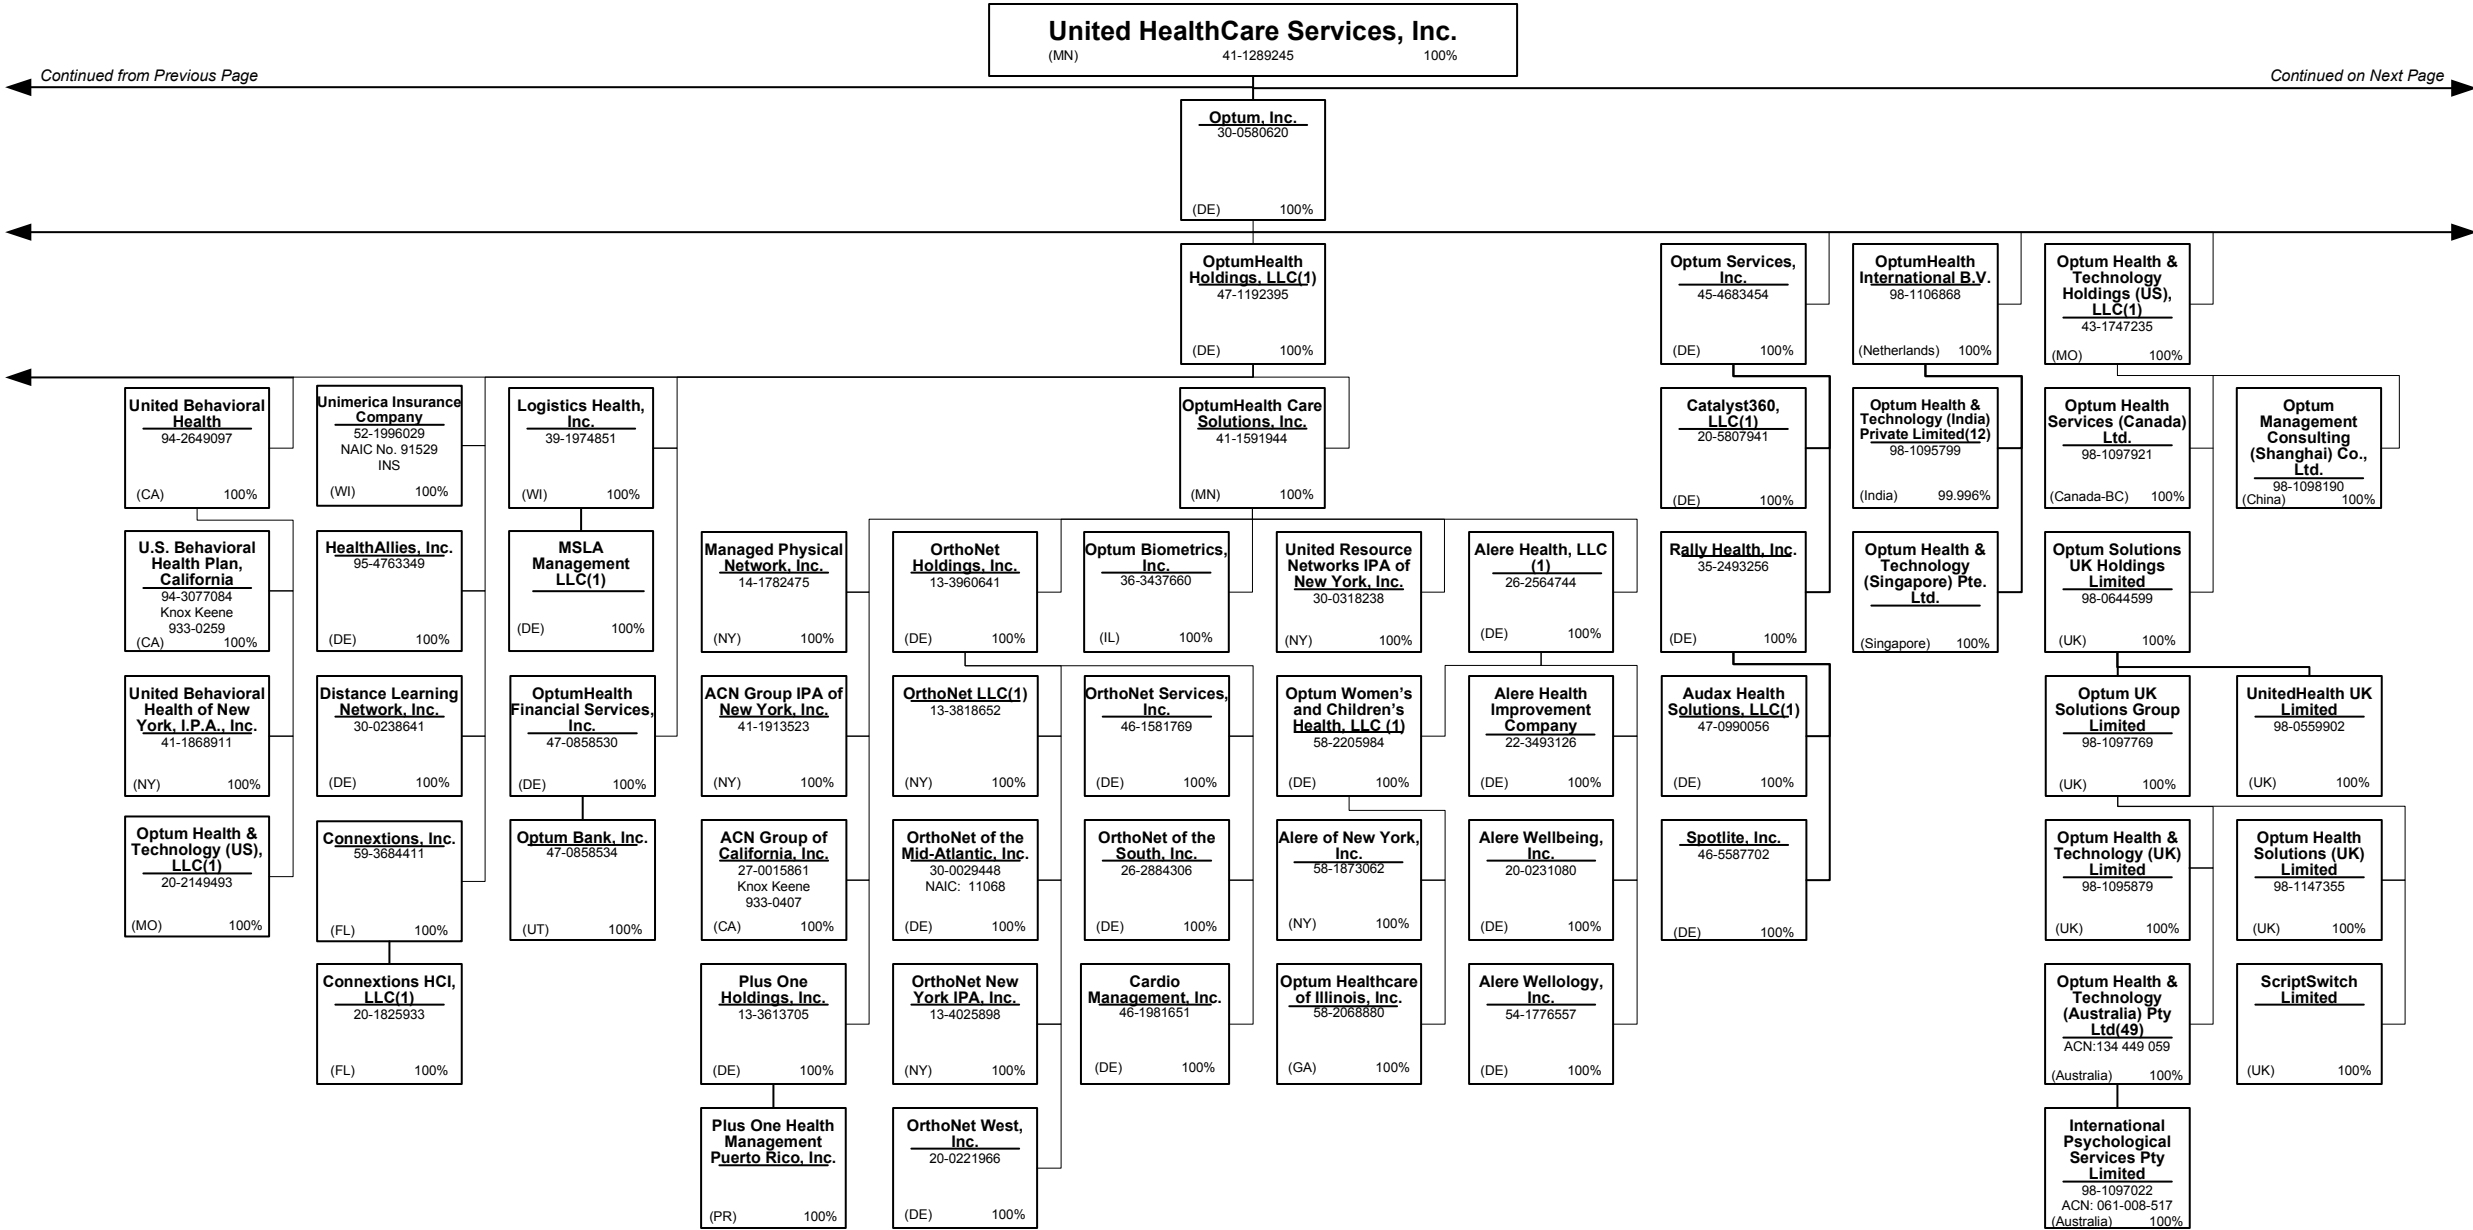 United HealthCare Services, Inc.
(MN) 41-1289245 100%
Continued from Previous Page
Continued on Next Page
Optum, Inc.
30-0580620
(DE) 100%
OptumHealth
Holdings, LLC(1)
47-1192395
(DE) 100%
Optum Services,
Inc.
45-4683454
(DE) 100%
OptumHealth
International B.V.
98-1106868
(Netherlands) 100%
Optum Health &
Technology
Holdings (US),
LLC(1)
43-1747235
(MO) 100%
United Behavioral
Health
94-2649097
(CA) 100%
Unimerica Insurance
Company
52-1996029
NAIC No. 91529
INS
(WI) 100%
Logistics Health,
Inc.
39-1974851
(WI) 100%
OptumHealth Care
Solutions, Inc.
41-1591944
(MN) 100%
Catalyst360,
LLC(1)
20-5807941
(DE) 100%
Optum Health &
Technology (India)
Private Limited(12)
98-1095799
(India) 99.996%
Optum Health
Services (Canada)
Ltd.
98-1097921
(Canada-BC) 100%
Optum
Management
Consulting
(Shanghai) Co.,
Ltd.
98-1098190
(China) 100%
U.S. Behavioral
Health Plan,
California
94-3077084
Knox Keene
933-0259
(CA) 100%
HealthAllies, Inc.
95-4763349
(DE) 100%
MSLA
Management
LLC(1)
(DE) 100%
Managed Physical
Network, Inc.
14-1782475
(NY) 100%
OrthoNet
Holdings, Inc.
13-3960641
(DE) 100%
Optum Biometrics,
Inc.
36-3437660
(IL) 100%
United Resource
Networks IPA of
New York, Inc.
30-0318238
(NY) 100%
Alere Health, LLC
(1)
26-2564744
(DE) 100%
Rally Health, Inc.
35-2493256
(DE) 100%
Optum Health &
Technology
(Singapore) Pte.
Ltd.
(Singapore) 100%
Optum Solutions
UK Holdings
Limited
98-0644599
(UK) 100%
United Behavioral
Health of New
York, I.P.A., Inc.
41-1868911
(NY) 100%
Distance Learning
Network, Inc.
30-0238641
(DE) 100%
OptumHealth
Financial Services,
Inc.
47-0858530
(DE) 100%
ACN Group IPA of
New York, Inc.
41-1913523
(NY) 100%
OrthoNet LLC(1)
13-3818652
(NY) 100%
OrthoNet Services,
Inc.
46-1581769
(DE) 100%
Optum Women's
and Children's
Health, LLC (1)
58-2205984
(DE) 100%
Alere Health
Improvement
Company
22-3493126
(DE) 100%
Audax Health
Solutions, LLC(1)
47-0990056
(DE) 100%
Optum UK
Solutions Group
Limited
98-1097769
(UK) 100%
UnitedHealth UK
Limited
98-0559902
(UK) 100%
Optum Health &
Technology (US),
LLC(1)
20-2149493
(MO) 100%
Connextions, Inc.
59-3684411
(FL) 100%
Optum Bank, Inc.
47-0858534
(UT) 100%
ACN Group of
California, Inc.
27-0015861
Knox Keene
933-0407
(CA) 100%
OrthoNet of the
Mid-Atlantic, Inc.
30-0029448
NAIC: 11068
(DE) 100%
OrthoNet of the
South, Inc.
26-2884306
(DE) 100%
Alere of New York,
Inc.
58-1873062
(NY) 100%
Alere Wellbeing,
Inc.
20-0231080
(DE) 100%
Spotlite, Inc.
46-5587702
(DE) 100%
Optum Health &
Technology (UK)
Limited
98-1095879
(UK) 100%
Optum Health
Solutions (UK)
Limited
98-1147355
(UK) 100%
Connextions HCI,
LLC(1)
20-1825933
(FL) 100%
Plus One
Holdings, Inc.
13-3613705
(DE) 100%
OrthoNet New
York IPA, Inc.
13-4025898
(NY) 100%
Cardio
Management, Inc.
46-1981651
(DE) 100%
Optum Healthcare
of Illinois, Inc.
58-2068880
(GA) 100%
Alere Wellology,
Inc.
54-1776557
(DE) 100%
Optum Health &
Technology
(Australia) Pty
Ltd(49)
ACN:134 449 059
(Australia) 100%
ScriptSwitch
Limited
(UK) 100%
Plus One Health
Management
Puerto Rico, Inc.
(PR) 100%
OrthoNet West,
Inc.
20-0221966
(DE) 100%
International
Psychological
Services Pty
Limited
98-1097022
ACN: 061-008-517
(Australia) 100%